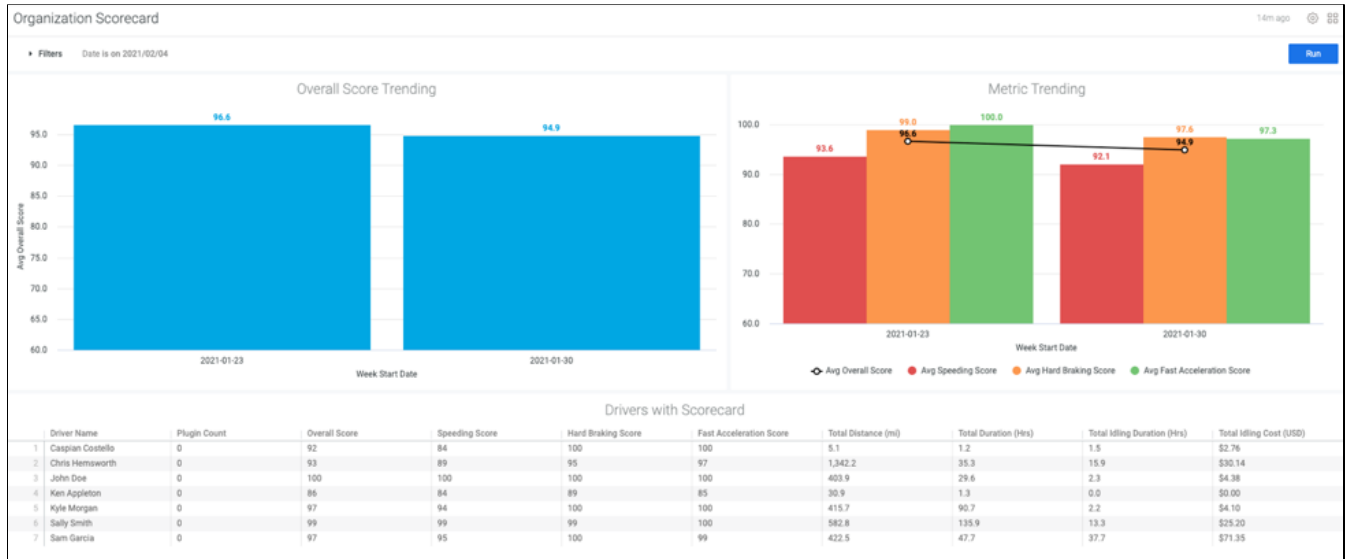 Organization Scorecard
14m ago
Filters Date is on 2021/02/04
Run
Overall Score Trending
96.6
94.9
95.0
90.0
85.0
80.0
75.0
70.0
65.0
60.0
Avg Overall Score
2021-01-23 2021-01-30
Week Start Date
Metric Trending
100.0
90.0
80.0
70.0
60.0
93.6
99.0
96.6
100.0
92.1
97.6
94.9
97.3
2021-01-23 2021-01-30
Week Start Date
Avg Overall Score Avg Speeding Score Avg Hard Braking Score Avg Fast Acceleration Score
Drivers with Scorecard
Driver Name Plugin Count Overall Score Speeding Score Hard Braking Score Fast Acceleration Score Total Distance (mi) Total Duration (Hrs) Total Idling Duration (Hrs) Total Idling Cost (USD)
1 Caspian Costello 0 92 84 100 100 5.1 1.2 1.5 $2.76
2 Chris Hemsworth 0 93 89 95 97 1,342.2 35.3 15.9 $30.14
3 John Doe 0 100 100 100 100 403.9 29.6 2.3 $4.38
4 Ken Appleton 0 86 84 89 85 30.9 1.3 0.0 $0.00
5 Kyle Morgan 0 97 94 100 100 415.7 90.7 2.2 $4.10
6 Sally Smith 0 99 99 99 100 582.8 135.9 13.3 $25.20
7 Sam Garcia 0 97 95 100 99 422.5 47.7 37.7 $71.35